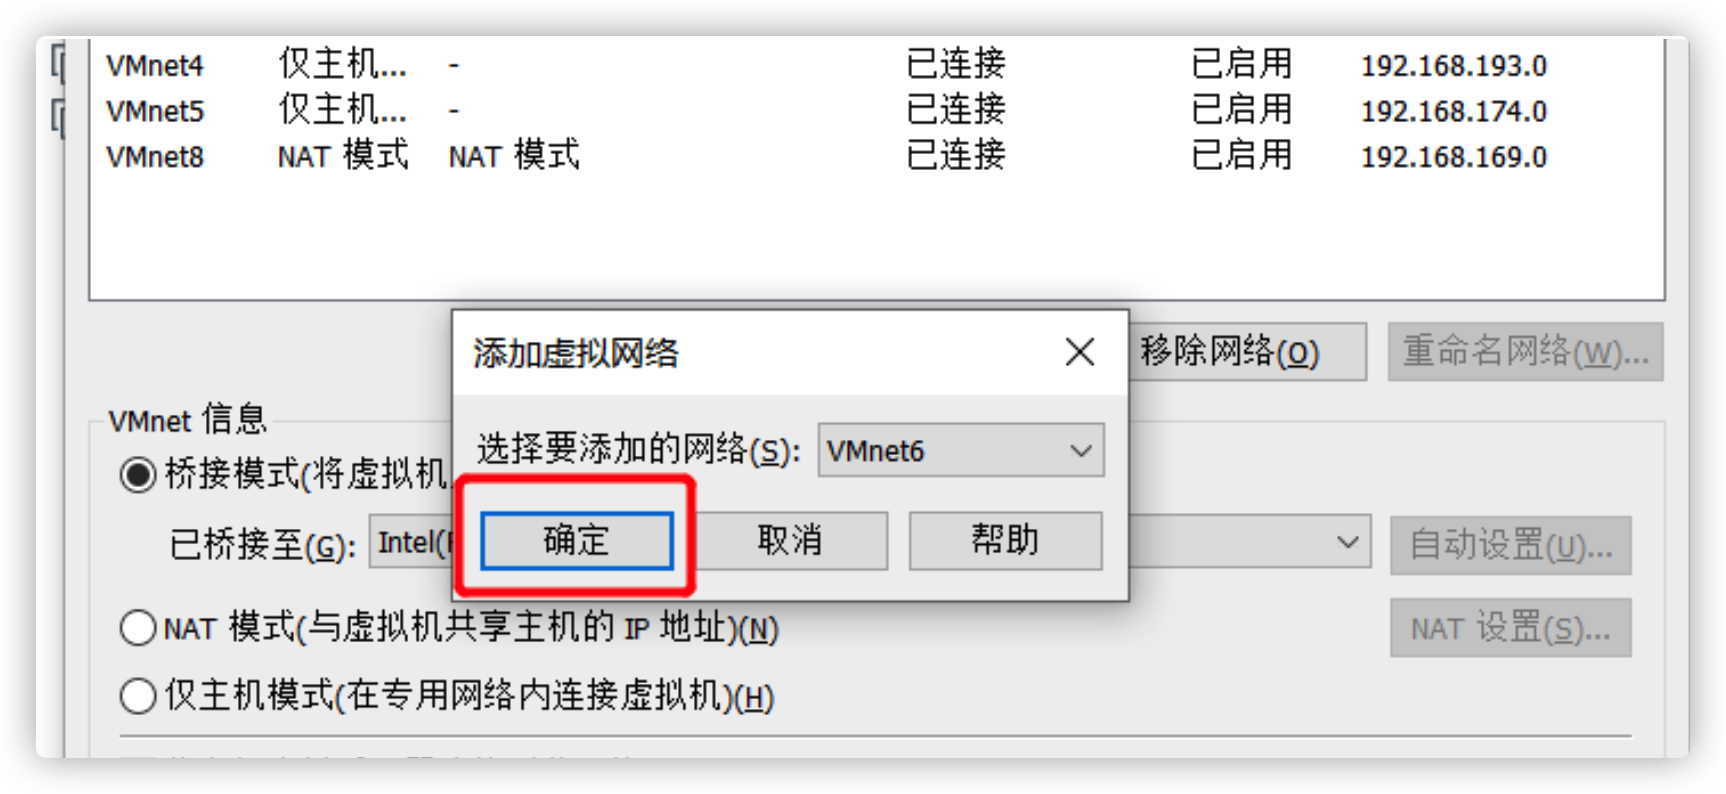 VMnet4 仅主机... - 已连接 已启用 192.168.193.0
VMnet5 仅主机... - 已连接 已启用 192.168.174.0
VMnet8 NAT 模式 NAT 模式 已连接 已启用 192.168.169.0
添加虚拟网络
移除网络(O)
重命名网络(W)...
VMnet 信息
选择要添加的网络(S): VMnet6
桥接模式(将虚拟机
已桥接至(G): Intel(
确定 取消 帮助
自动设置(U)...
NAT 模式(与虚拟机共享主机的 IP 地址)(N)
NAT 设置(S)...
仅主机模式(在专用网络内连接虚拟机)(H)